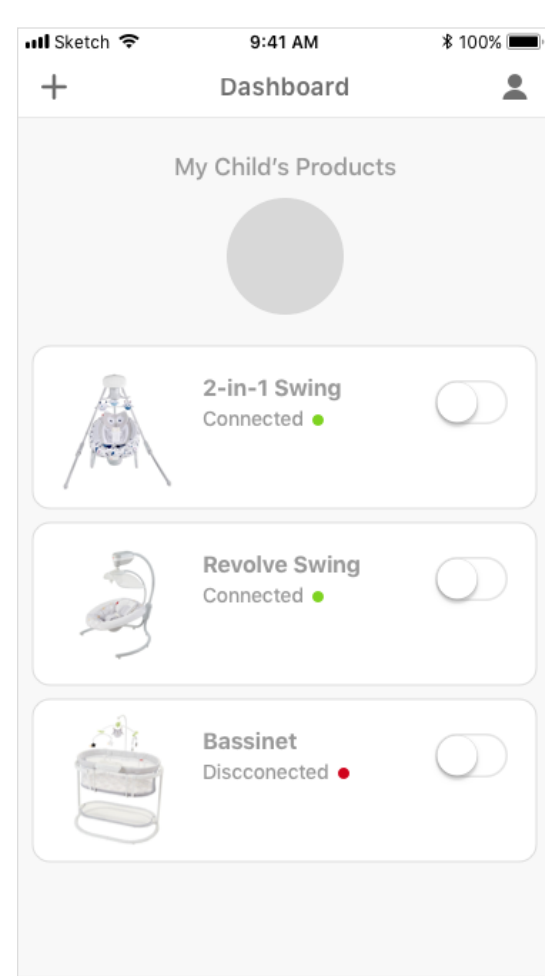 Sketch 9:41 AM 100%
Dashboard
My Child's Products
2-in-1 Swing
Connected
Revolve Swing
Connected
Bassinet
Discconected